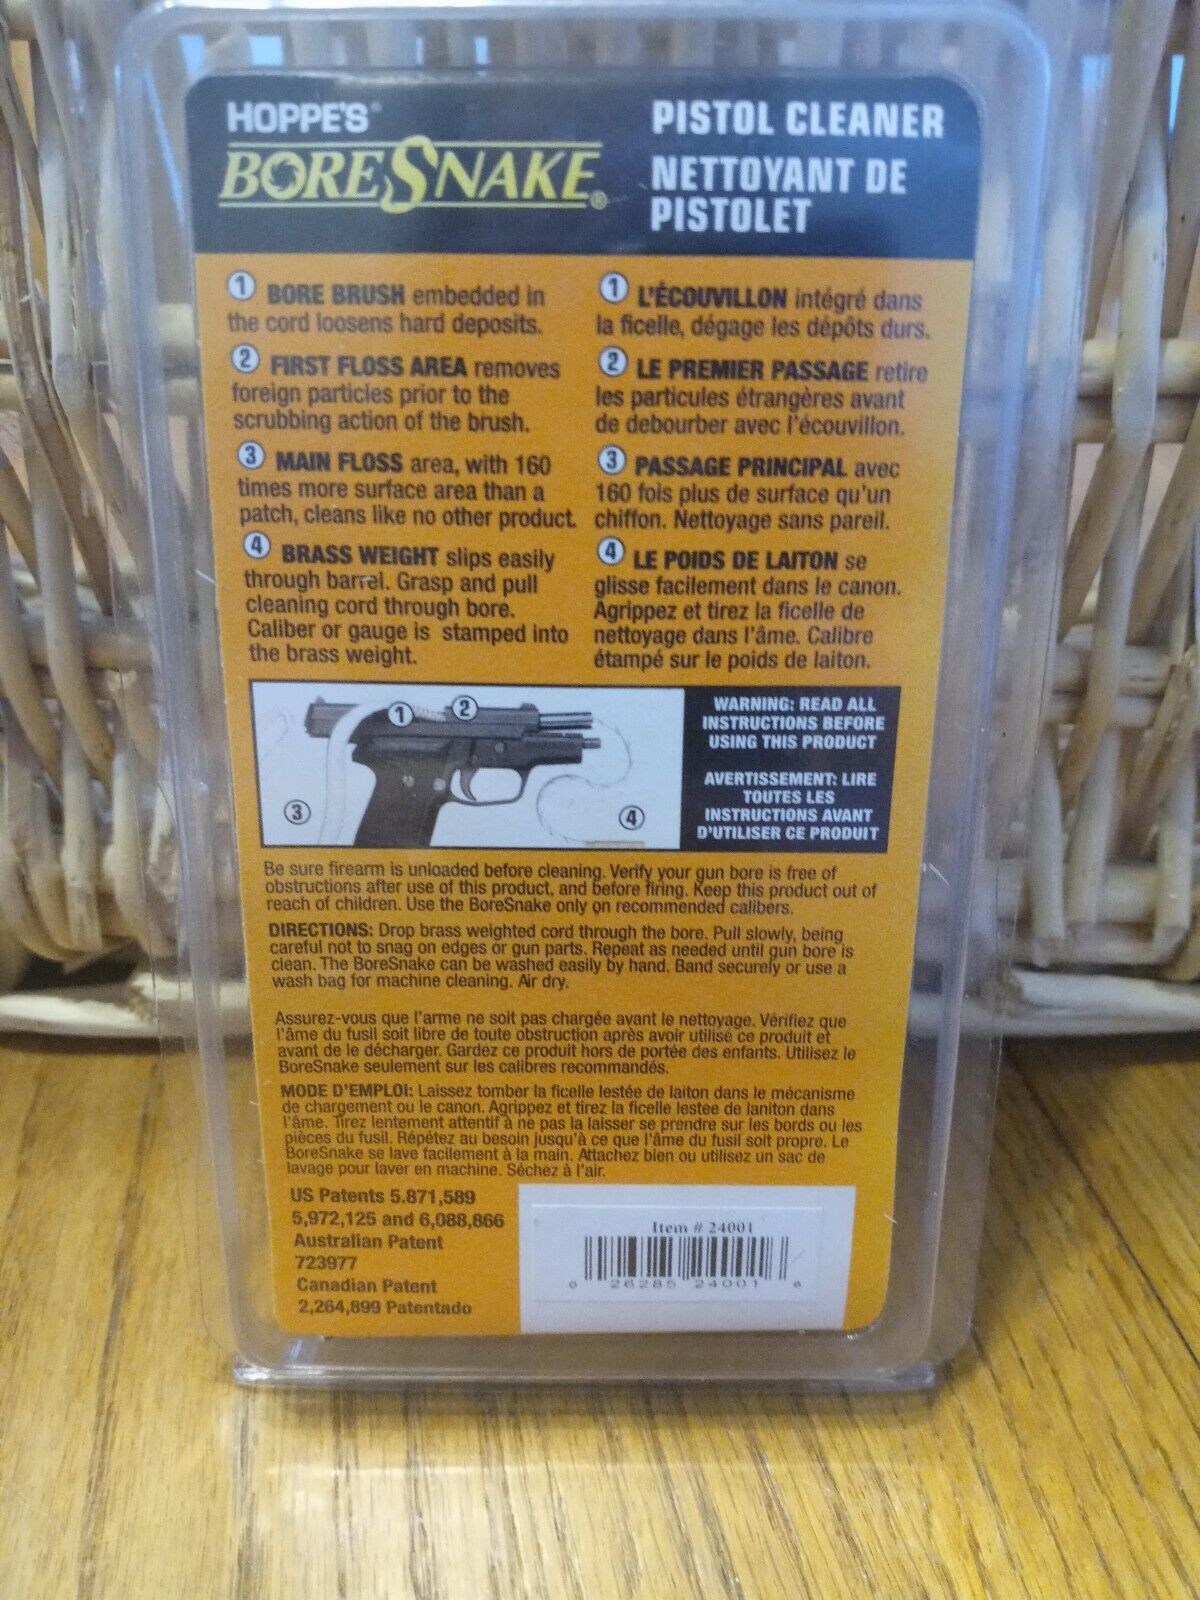 HOPPE'S®
BORESNAKE®
PISTOL CLEANER
NETTOYANT DE
PISTOLET
1 BORE BRUSH embedded in
the cord loosens hard deposits.
2 FIRST FLOSS AREA removes
foreign particles prior to the
scrubbing action of the brush.
3 MAIN FLOSS area, with 160
times more surface area than a
patch, cleans like no other product.
4 BRASS WEIGHT slips easily
through barrel. Grasp and pull
cleaning cord through bore.
Caliber or gauge is stamped into
the brass weight.
1 L'ÉCOUVILLON intégré dans
la ficelle, dégage les dépôts durs.
2 LE PREMIER PASSAGE retire
les particules étrangères avant
de debourber avec l'écouvillon.
3 PASSAGE PRINCIPAL avec
160 fois plus de surface qu'un
chiffon. Nettoyage sans pareil.
4 LE POIDS DE LAITON se
glisse facilement dans le canon.
Agrippez et tirez la ficelle de
nettoyage dans l'âme. Calibre
étampé sur le poids de laiton.
1 2
3 4
WARNING: READ ALL
INSTRUCTIONS BEFORE
USING THIS PRODUCT
AVERTISSEMENT: LIRE
TOUTES LES
INSTRUCTIONS AVANT
D'UTILISER CE PRODUIT
Be sure firearm is unloaded before cleaning. Verify your gun bore is free of
obstructions after use of this product, and before firing. Keep this product out of
reach of children. Use the BoreSnake only on recommended calibers.
DIRECTIONS: Drop brass weighted cord through the bore. Pull slowly, being
careful not to snag on edges or gun parts. Repeat as needed until gun bore is
clean. The BoreSnake can be washed easily by hand. Band securely or use a
wash bag for machine cleaning. Air dry.
Assurez-vous que l'arme ne soit pas chargée avant le nettoyage. Vérifiez que
l'âme du fusil soit libre de toute obstruction après avoir utilisé ce produit et
avant de le décharger. Gardez ce produit hors de portée des enfants. Utilisez le
BoreSnake seulement sur les calibres recommandés.
MODE D'EMPLOI: Laissez tomber la ficelle lestée de laiton dans le mécanisme
de chargement ou le canon. Agrippez et tirez la ficelle lestee de laniton dans
l'âme. Tirez lentement attentif à ne pas la laisser se prendre sur les bords ou les
pièces du fusil. Répétez au besoin jusqu'à ce que l'âme du fusil soit propre. Le
BoreSnake se lave facilement à la main. Attachez bien ou utilisez un sac de
lavage pour laver en machine. Séchez à l'air.
US Patents 5.871,589
5,972,125 and 6,088,866
Australian Patent
723977
Canadian Patent
2,264,899 Patentado
Item # 24001
0 26285 24001 6